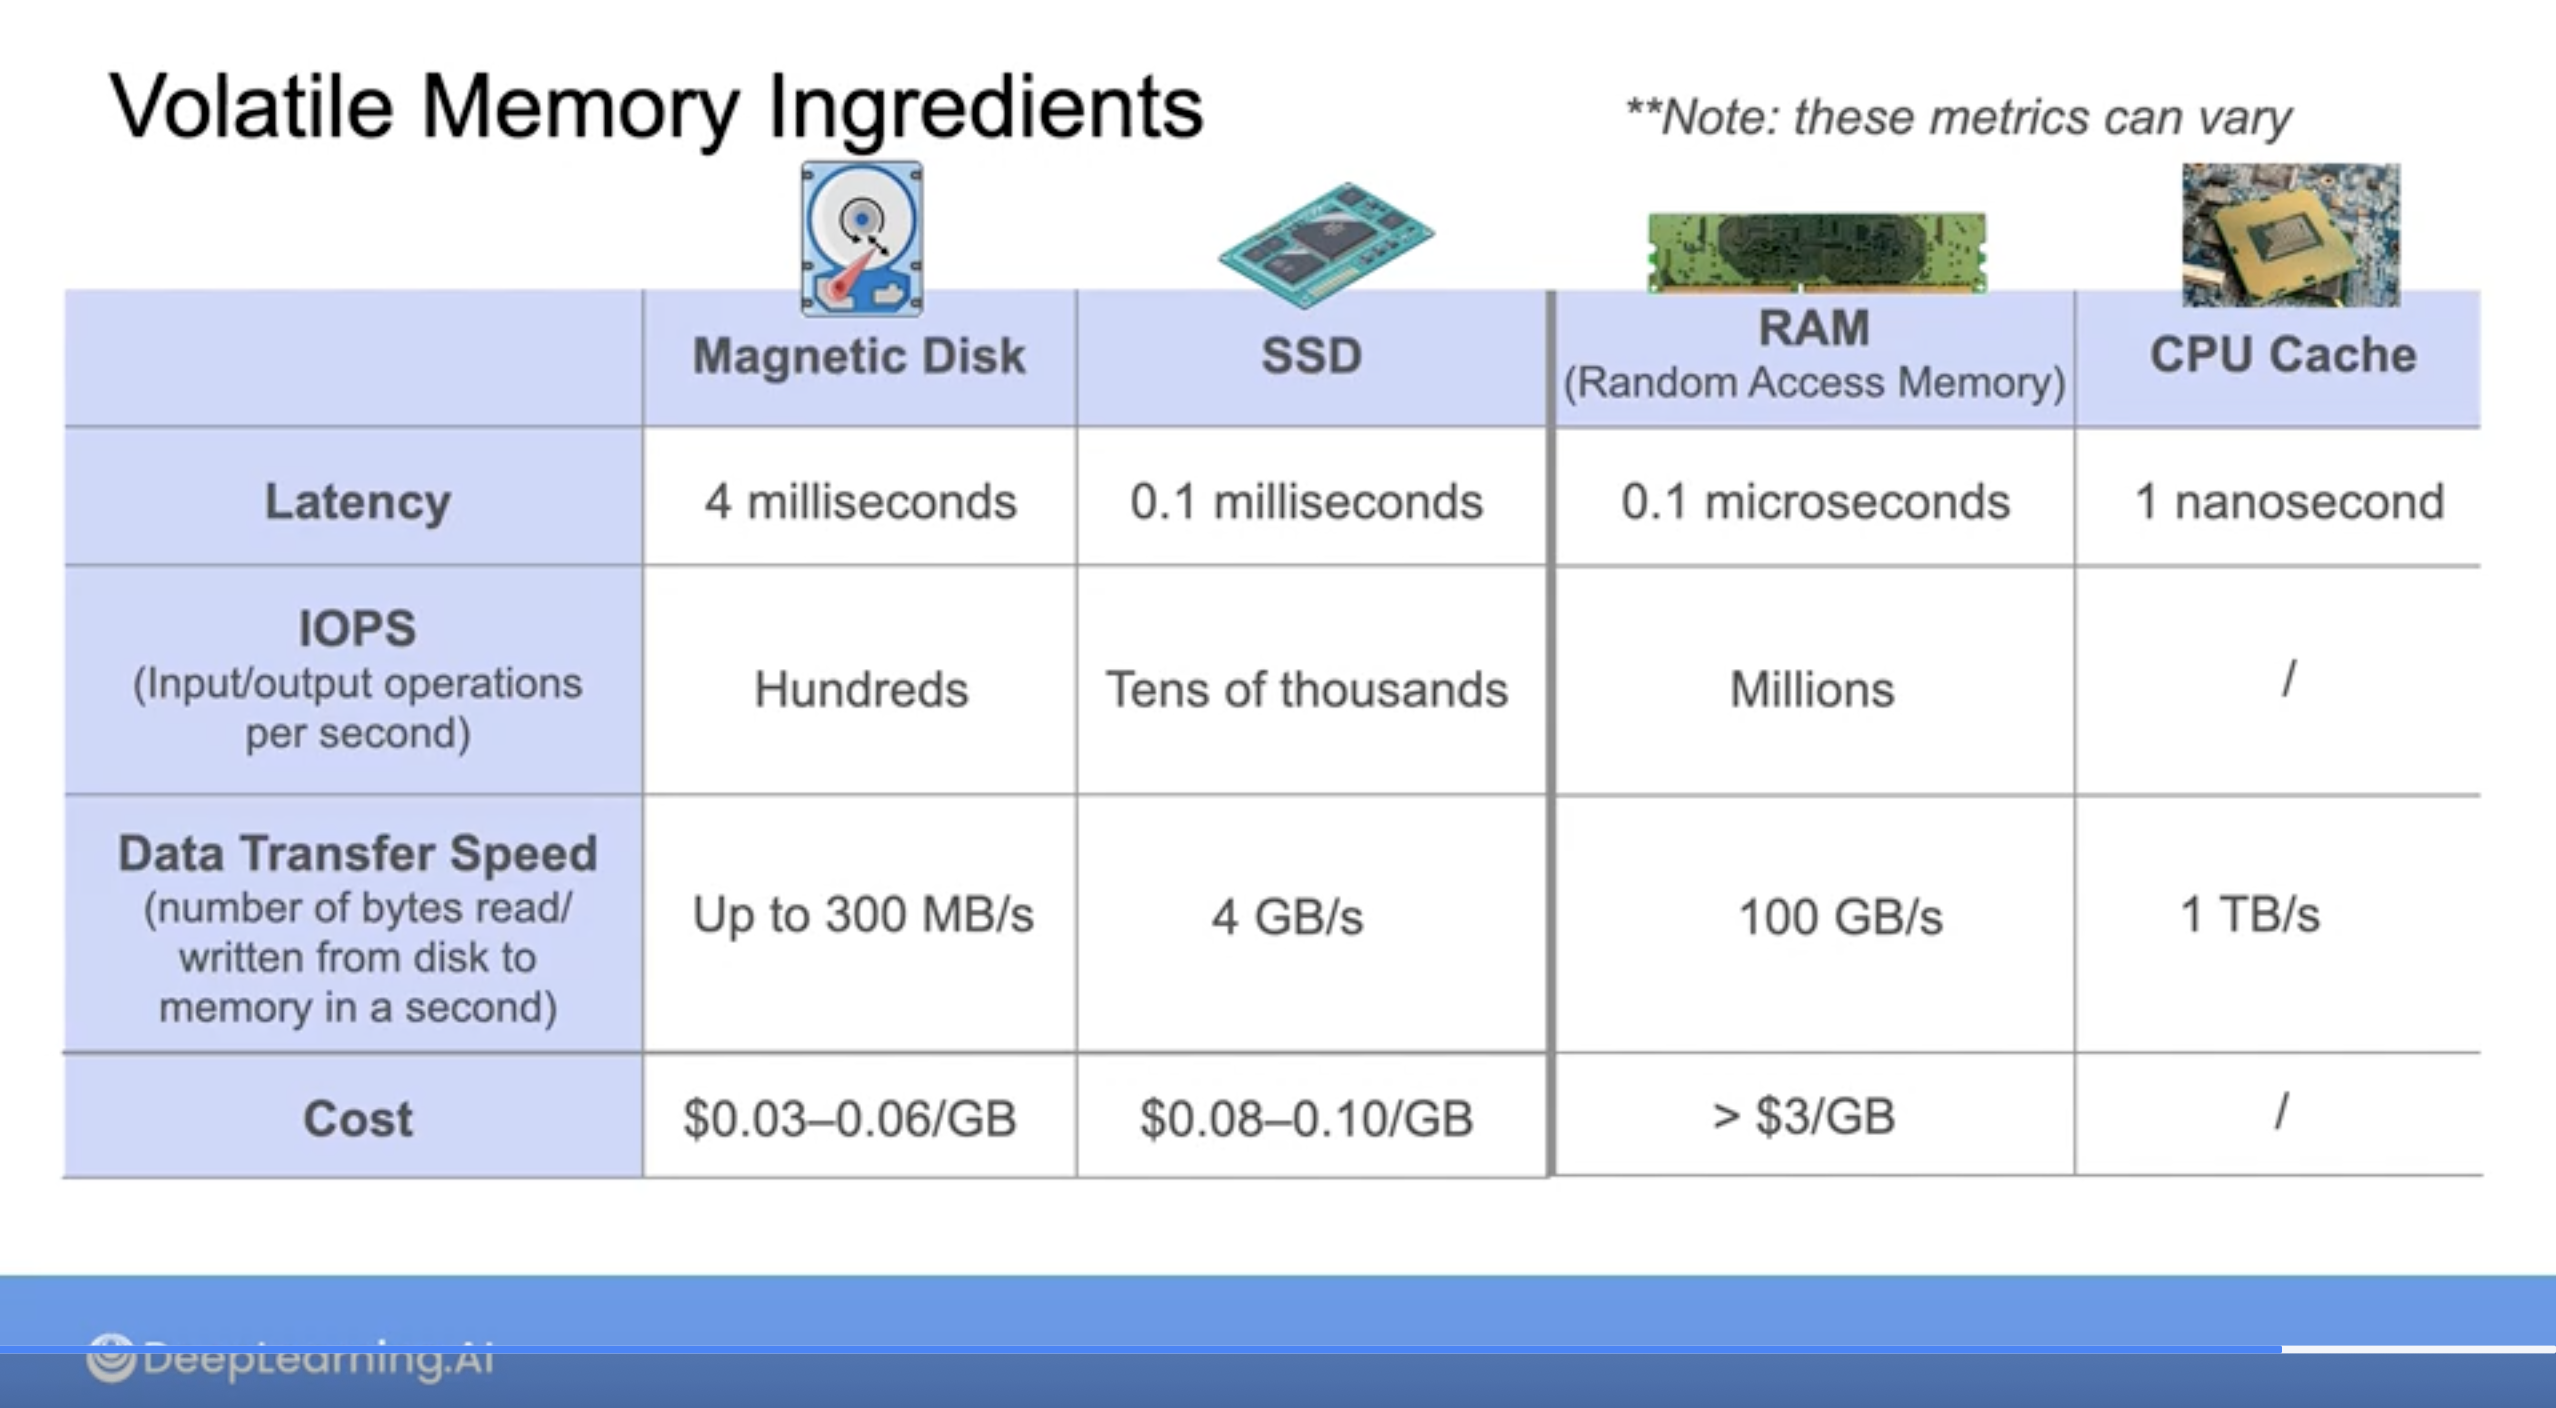 Volatile Memory Ingredients
**Note: these metrics can vary
Magnetic Disk
SSD
RAM
(Random Access Memory)
CPU Cache
Latency
4 milliseconds
0.1 milliseconds
0.1 microseconds
1 nanosecond
IOPS
(Input/output operations
per second)
Hundreds
Tens of thousands
Millions
/
Data Transfer Speed
(number of bytes read/
written from disk to
memory in a second)
Up to 300 MB/s
4 GB/s
100 GB/s
1 TB/s
Cost
$0.03–0.06/GB
$0.08–0.10/GB
> $3/GB
/
DeepLearning.AI